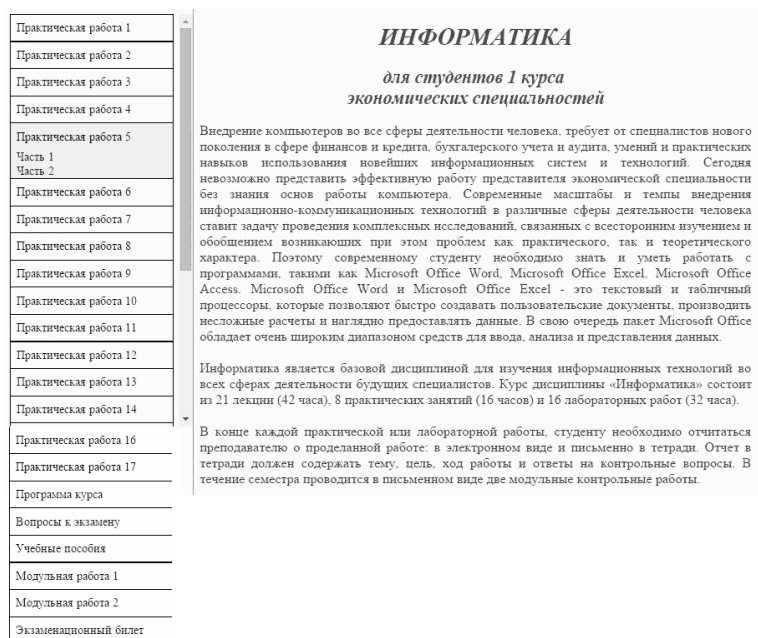 Практическая работа 1
Практическая работа 2
Практическая работа 3
Практическая работа 4
Практическая работа 5
Часть 1
Часть 2
Практическая работа 6
Практическая работа 7
Практическая работа 8
Практическая работа 9
Практическая работа 10
Практическая работа 11
Практическая работа 12
Практическая работа 13
Практическая работа 14
Практическая работа 16
Практическая работа 17
Программа курса
Вопросы к экзамену
Учебные пособия
Модульная работа 1
Модульная работа 2
Экзаменационный билет
ИНФОРМАТИКА
для студентов 1 курса
экономических специальностей
Внедрение компьютеров во все сферы деятельности человека, требует от специалистов нового
поколения в сфере финансов и кредита, бухгалерского учета и аудита, умений и практических
навыков использования новейших информационных систем и технологий. Сегодня
невозможно представить эффективную работу представителя экономической специальности
без знания основ работы компьютера. Современные масштабы и темпы внедрения
информационно-коммуникационных технологий в различные сферы деятельности человека
ставит задачу проведения комплексных исследований, связанных с всесторонним изучением и
обобщением возникающих при этом проблем как практического, так и теоретического
характера. Поэтому современному студенту необходимо знать и уметь работать с
программами, такими как Microsoft Office Word, Microsoft Office Excel, Microsoft Office
Access. Microsoft Office Word и Microsoft Office Excel - это текстовый и табличный
процессоры, которые позволяют быстро создавать пользовательские документы, производить
несложные расчеты и наглядно предоставлять данные. В свою очередь пакет Microsoft Office
обладает очень широким диапазоном средств для ввода, анализа и представления данных.
Информатика является базовой дисциплиной для изучения информационных технологий во
всех сферах деятельности будущих специалистов. Курс дисциплины «Информатика» состоит
из 21 лекции (42 часа), 8 практических занятий (16 часов) и 16 лабораторных работ (32 часа).
В конце каждой практической или лабораторной работы, студенту необходимо отчитаться
преподавателю о проделанной работе: в электронном виде и письменно в тетради. Отчет в
тетради должен содержать тему, цель, ход работы и ответы на контрольные вопросы. В
течение семестра проводится в письменном виде две модульные контрольные работы.